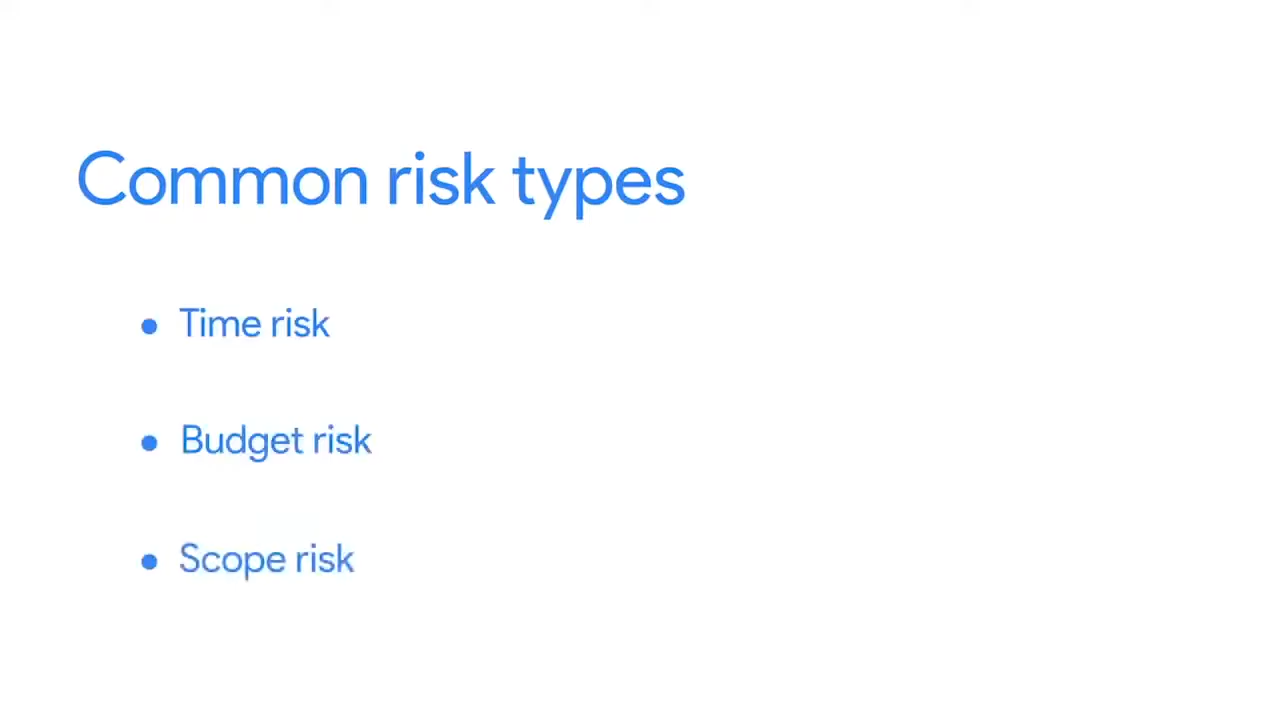 Common risk types
• Time risk
• Budget risk
• Scope risk